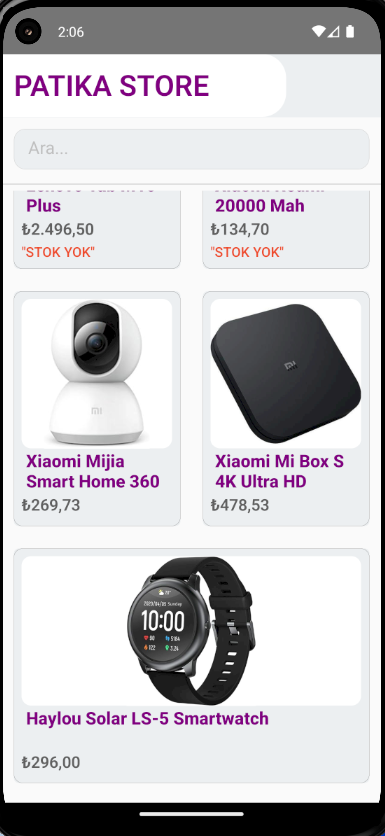 2:06
PATIKA STORE
Ara...
Plus
20000 Mah
₺2.496,50
₺134,70
"STOK YOK"
"STOK YOK"
mi
mi
Xiaomi Mijia
Smart Home 360
₺269,73
Xiaomi Mi Box S
4K Ultra HD
₺478,53
10:00
Haylou Solar LS-5 Smartwatch
₺296,00